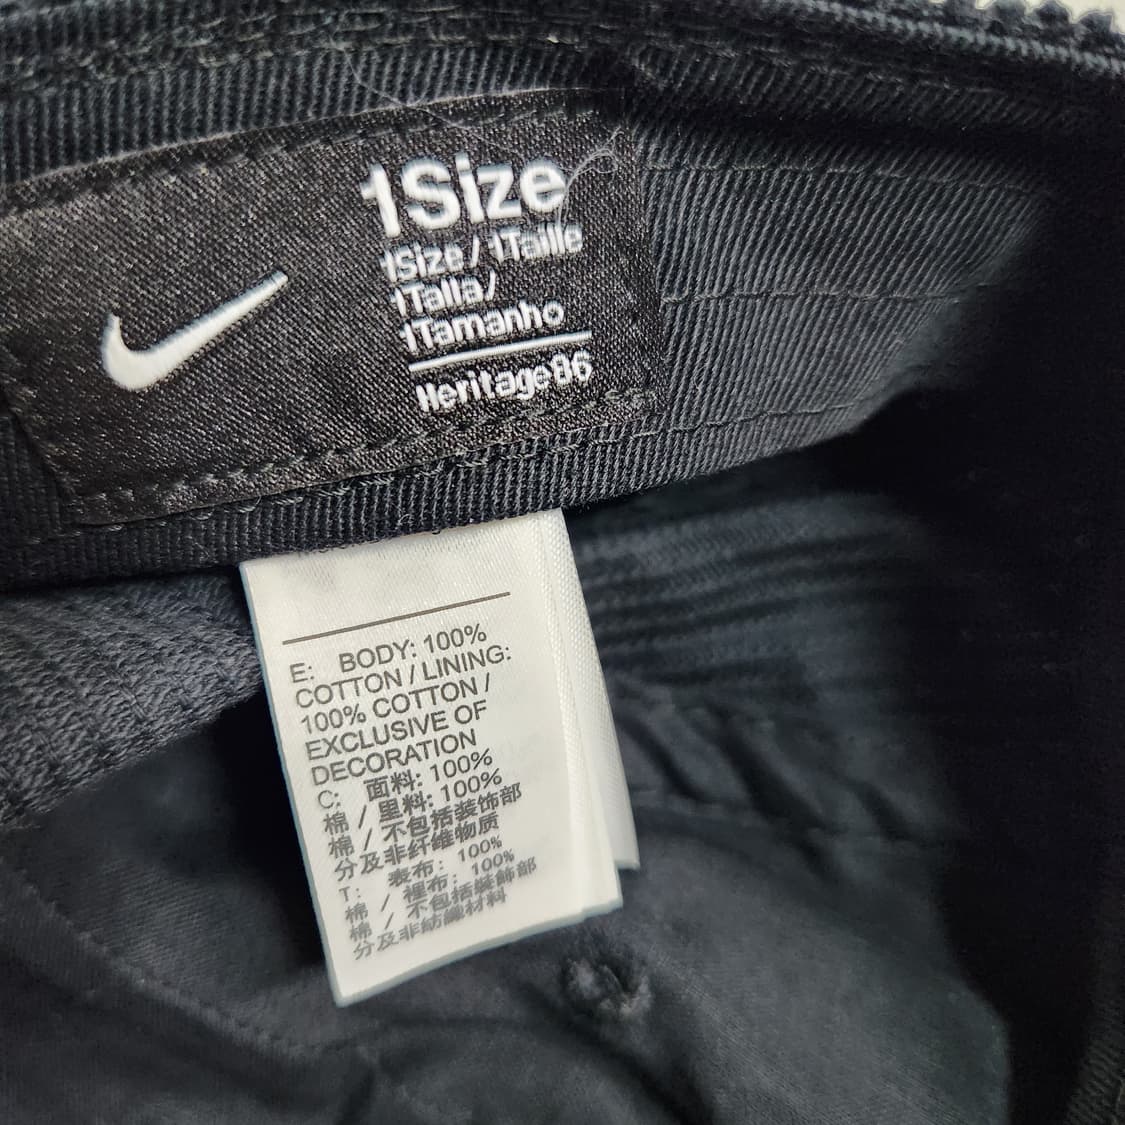 1Size
1Size / 1Taille
1Talla/
1Tamanho
Heritage86
E: BODY: 100%
COTTON / LINING:
100% COTTON /
EXCLUSIVE OF
DECORATION
C: 面料: 100%
棉 / 里料: 100%
棉 / 不包括装饰部
分及非纤维物质
T: 表布: 100%
棉 / 裡布: 100%
棉 / 不包括裝飾部
分及非紡織材料